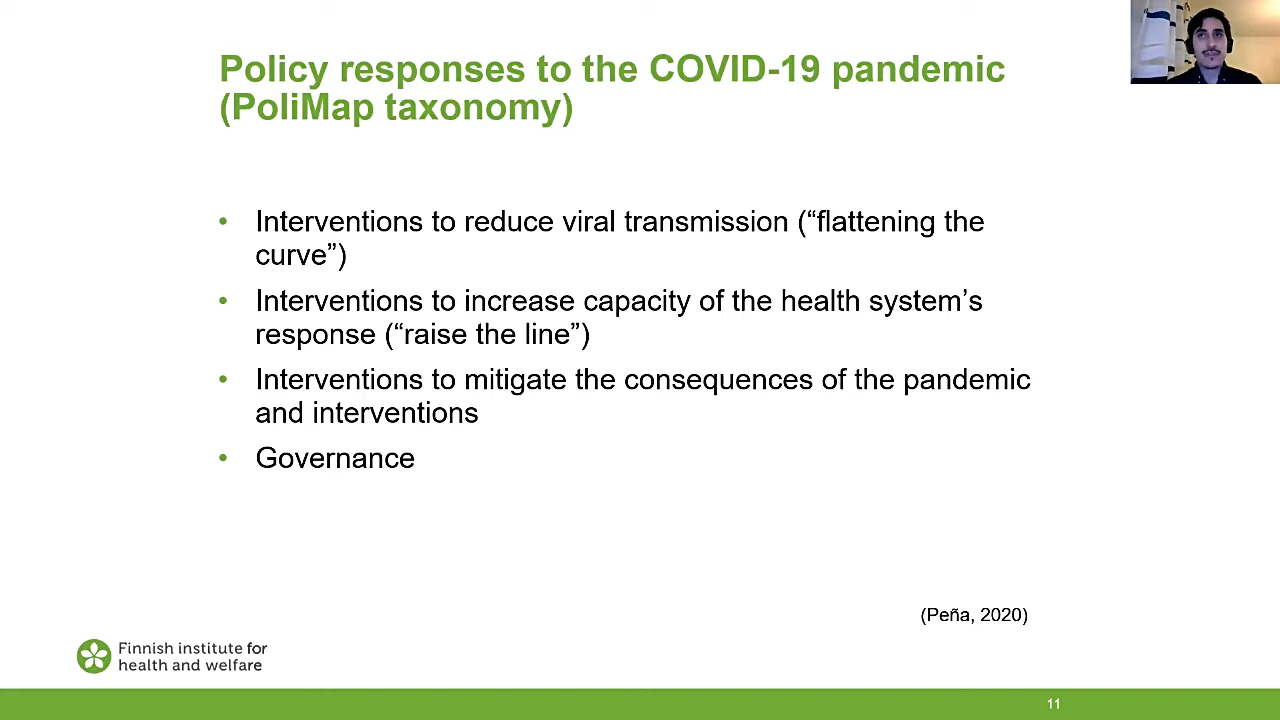 Policy responses to the COVID-19 pandemic
(PoliMap taxonomy)
• Interventions to reduce viral transmission (“flattening the
curve”)
• Interventions to increase capacity of the health system’s
response (“raise the line”)
• Interventions to mitigate the consequences of the pandemic
and interventions
• Governance
(Peña, 2020)
Finnish institute for
health and welfare
11